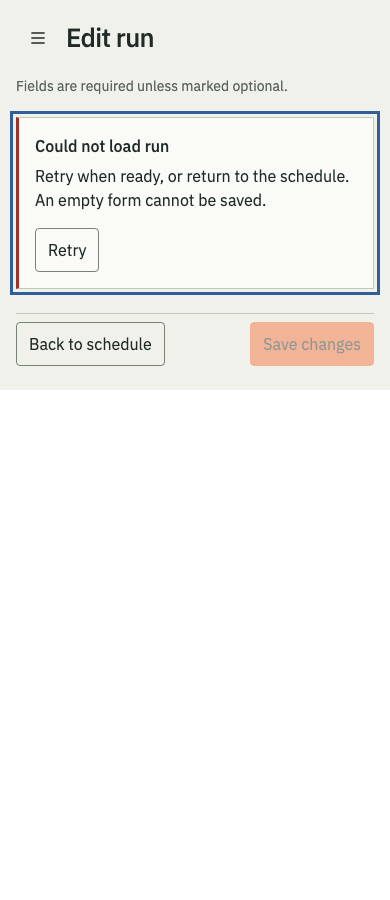 Edit run
Fields are required unless marked optional.
Could not load run
Retry when ready, or return to the schedule.
An empty form cannot be saved.
Retry
Back to schedule
Save changes